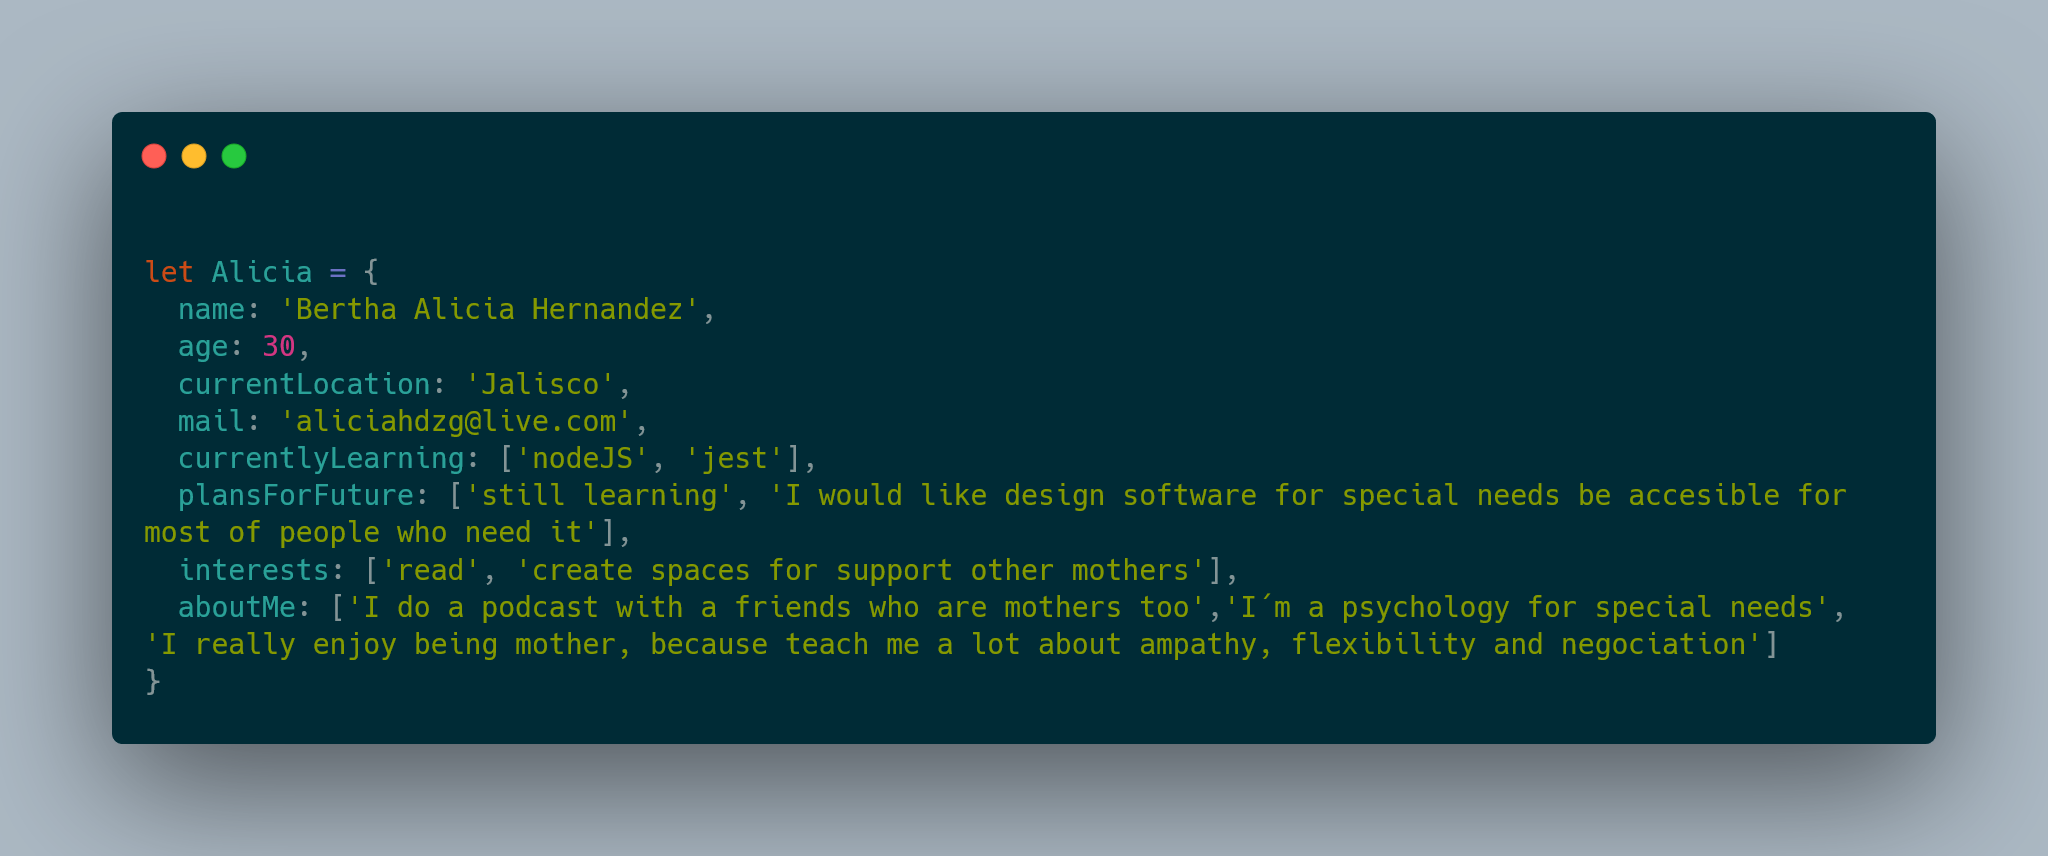 let Alicia = {
  name: 'Bertha Alicia Hernandez',
  age: 30,
  currentLocation: 'Jalisco',
  mail: 'aliciahdzg@live.com',
  currentlyLearning: ['nodeJS', 'jest'],
  plansForFuture: ['still learning', 'I would like design software for special needs be accesible for
most of people who need it'],
  interests: ['read', 'create spaces for support other mothers'],
  aboutMe: ['I do a podcast with a friends who are mothers too','I´m a psychology for special needs',
'I really enjoy being mother, because teach me a lot about ampathy, flexibility and negociation']
}